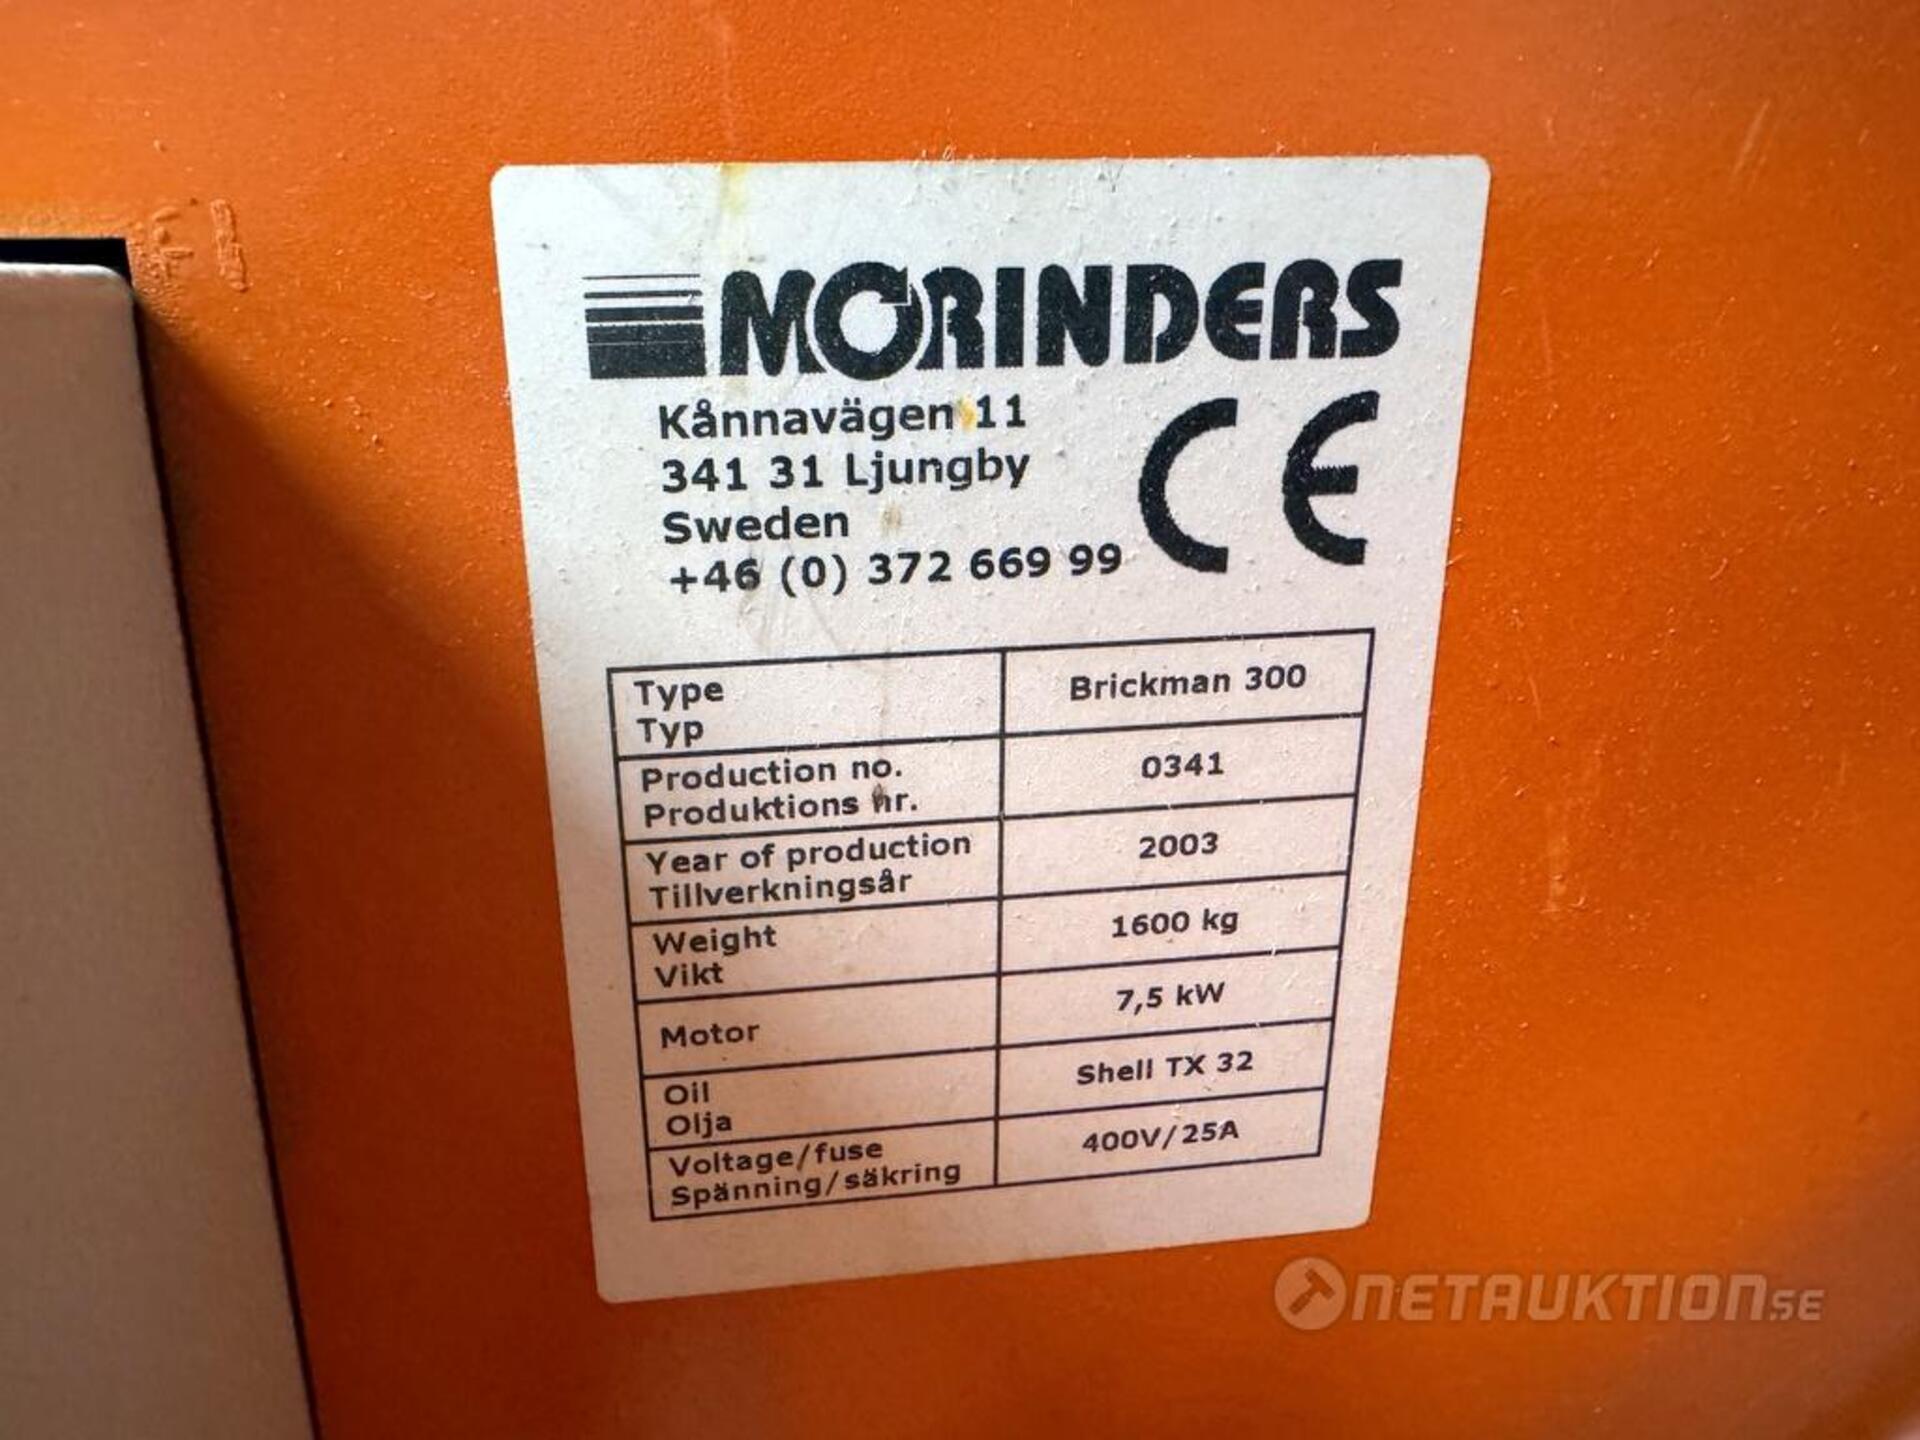 MORINDERS
Kånnavägen 11
341 31 Ljungby
Sweden
+46 (0) 372 669 99
CE
Type
Typ
Brickman 300
Production no.
Produktions nr.
0341
Year of production
Tillverkningsår
2003
Weight
Vikt
1600 kg
Motor
7,5 kW
Oil
Olja
Shell TX 32
Voltage/fuse
Spänning/säkring
400V/25A
NETAUKTION.SE